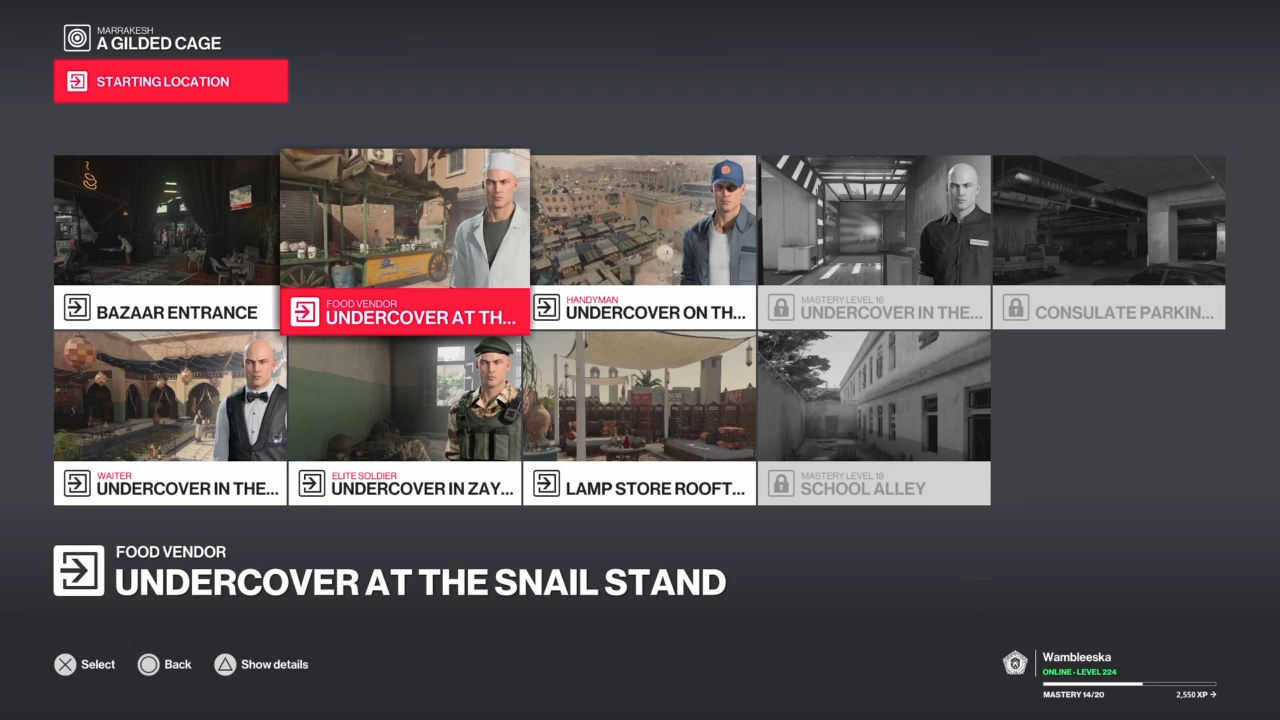 MARRAKESH
A GILDED CAGE
STARTING LOCATION
BAZAAR ENTRANCE
FOOD VENDOR
UNDERCOVER AT TH...
HANDYMAN
UNDERCOVER ON TH...
MASTERY LEVEL 16
UNDERCOVER IN THE...
CONSULATE PARKIN...
WAITER
UNDERCOVER IN THE...
ELITE SOLDIER
UNDERCOVER IN ZAY...
LAMP STORE ROOFT...
MASTERY LEVEL 18
SCHOOL ALLEY
FOOD VENDOR
UNDERCOVER AT THE SNAIL STAND
Select
Back
Show details
Wambleeska
ONLINE - LEVEL 224
MASTERY 14/20
2,550 XP